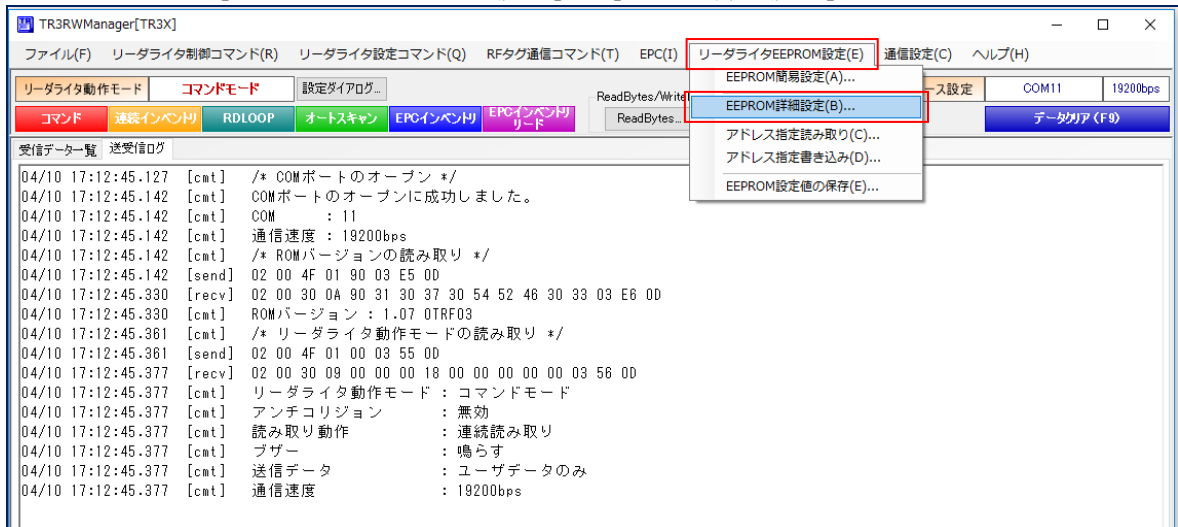 TR3RWManager[TR3X]
ファイル(F) リーダライタ制御コマンド(R) リーダライタ設定コマンド(Q) RFタグ通信コマンド(T) EPC(I) リーダライタEEPROM設定(E) 通信設定(C) ヘルプ(H)
リーダライタ動作モード コマンドモード 設定ダイアログ... ース設定 COM11 19200bps
ReadBytes/Write
コマンド 連続インベントリ RDLOOP オートスキャン EPCインベントリ EPCインベントリリード ReadBytes... データクリア(F9)
EEPROM簡易設定(A)...
EEPROM詳細設定(B)...
アドレス指定読み取り(C)...
アドレス指定書き込み(D)...
EEPROM設定値の保存(E)...
受信データ一覧 送受信ログ
04/10 17:12:45.127 [cmt] /* COMポートのオープン */
04/10 17:12:45.142 [cmt] COMポートのオープンに成功しました。
04/10 17:12:45.142 [cmt] COM : 11
04/10 17:12:45.142 [cmt] 通信速度 : 19200bps
04/10 17:12:45.142 [cmt] /* ROMバージョンの読み取り */
04/10 17:12:45.142 [send] 02 00 4F 01 90 03 E5 0D
04/10 17:12:45.330 [recv] 02 00 30 0A 90 31 30 37 30 54 52 46 30 33 03 E6 0D
04/10 17:12:45.330 [cmt] ROMバージョン : 1.07 0TRF03
04/10 17:12:45.361 [cmt] /* リーダライタ動作モードの読み取り */
04/10 17:12:45.361 [send] 02 00 4F 01 00 03 55 0D
04/10 17:12:45.377 [recv] 02 00 30 09 00 00 00 18 00 00 00 00 00 03 56 0D
04/10 17:12:45.377 [cmt] リーダライタ動作モード : コマンドモード
04/10 17:12:45.377 [cmt] アンチコリジョン : 無効
04/10 17:12:45.377 [cmt] 読み取り動作 : 連続読み取り
04/10 17:12:45.377 [cmt] ブザー : 鳴らす
04/10 17:12:45.377 [cmt] 送信データ : ユーザデータのみ
04/10 17:12:45.377 [cmt] 通信速度 : 19200bps